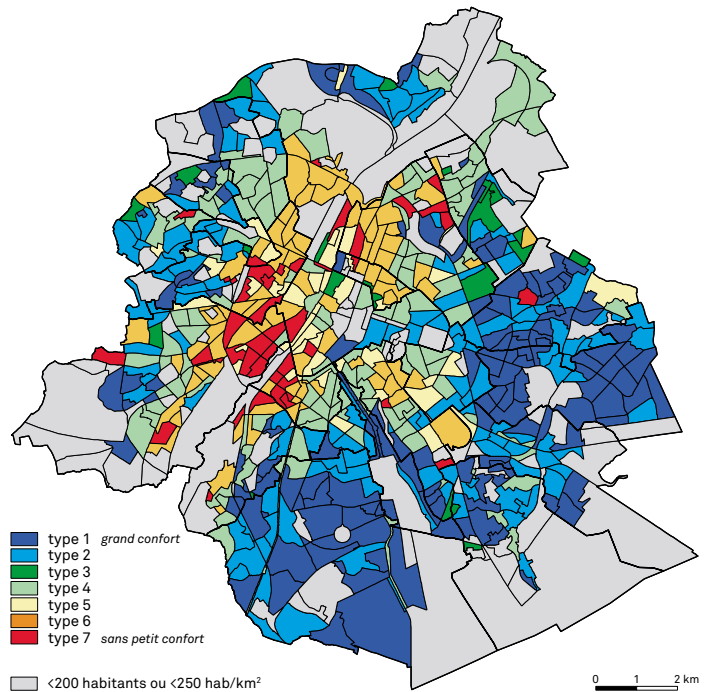 type 1 grand confort
type 2
type 3
type 4
type 5
type 6
type 7 sans petit confort
<200 habitants ou <250 hab/km²
0 1 2 km